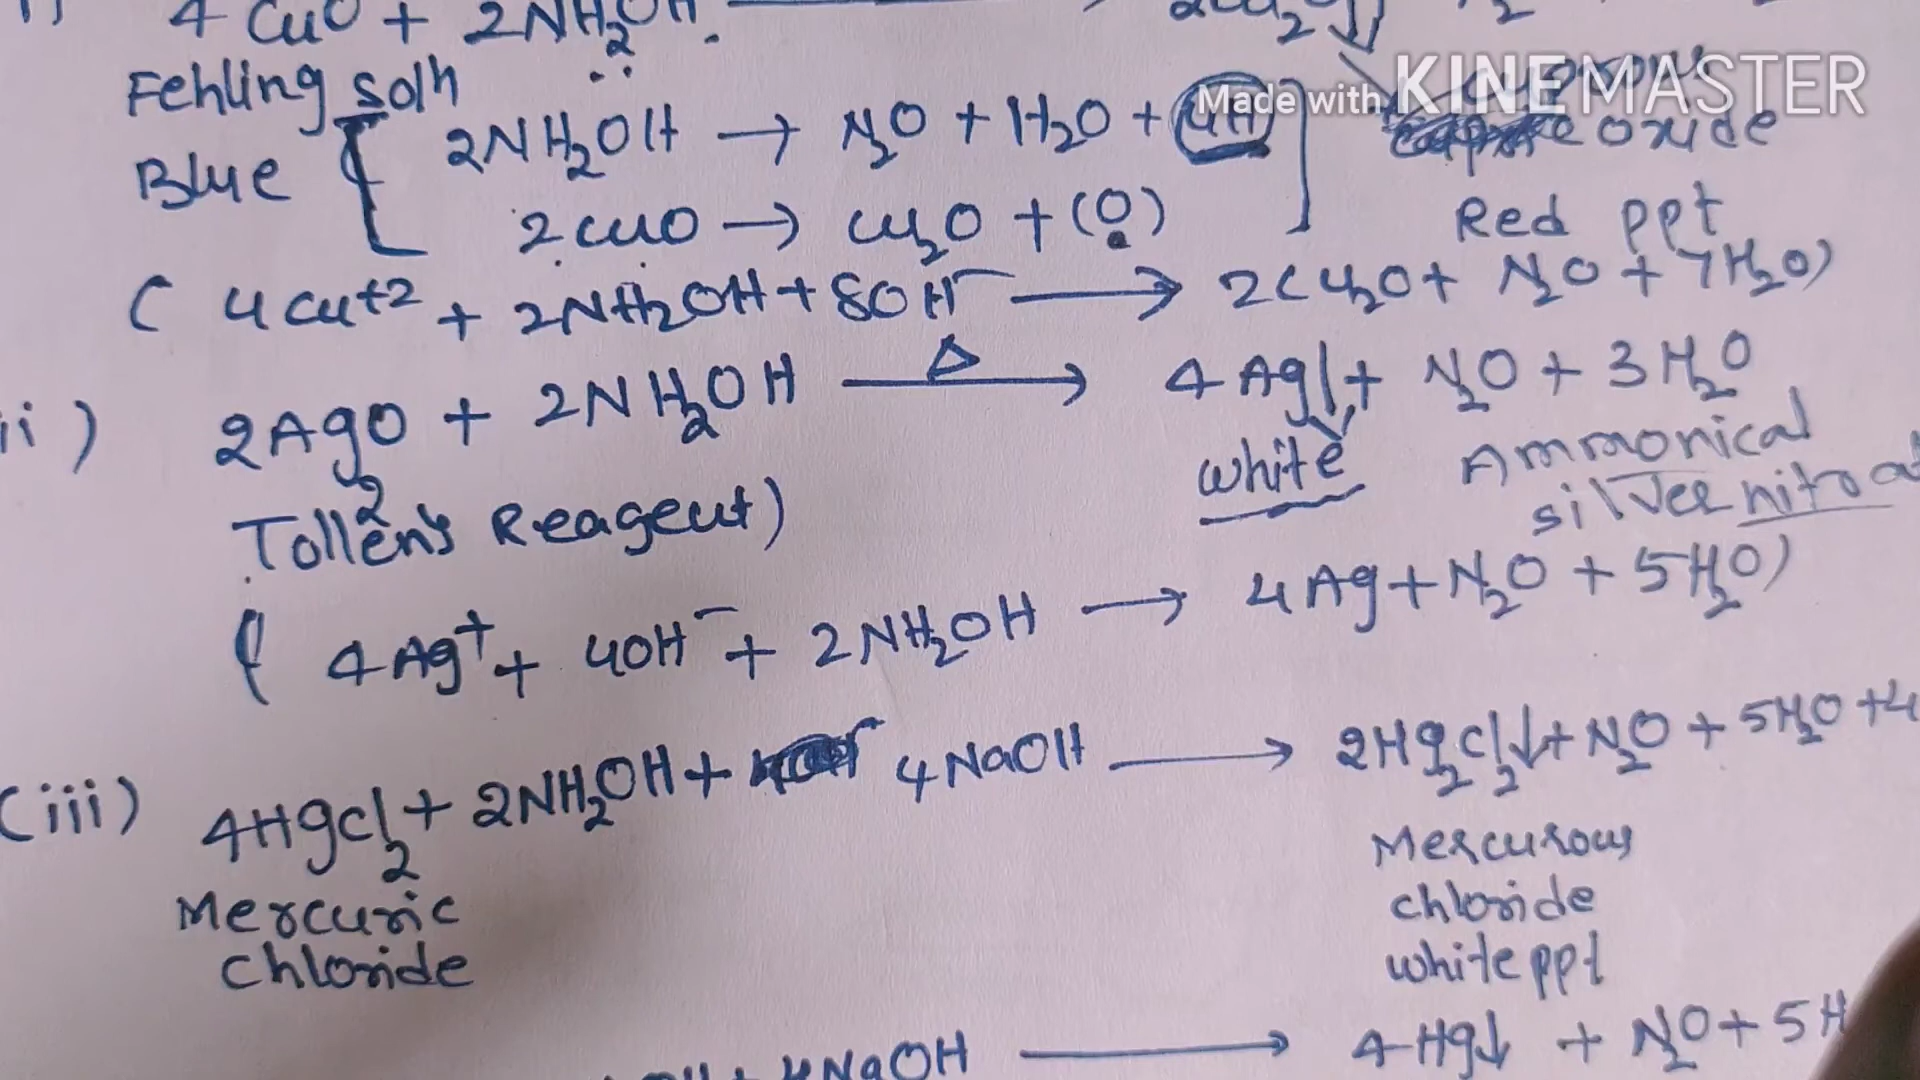 4 CuO + 2NH₂OH
Fehling soln
Made with KINEMASTER
Blue
2NH₂OH → N₂O + H₂O + 4H
oxide
2CuO → Cu₂O + (O)
Red ppt
( 4Cu+2 + 2NH₂OH + 8OH⁻ → 2Cu₂O + N₂O + 7H₂O)
ii) 2Ag₂O + 2NH₂OH Δ → 4Ag↓ + N₂O + 3H₂O
white
Ammonical
silver nitra
Tollen's Reagent)
( 4Ag⁺ + 4OH⁻ + 2NH₂OH → 4Ag + N₂O + 5H₂O)
(iii) 4HgCl₂ + 2NH₂OH + 4NaOH → 2Hg₂Cl₂↓ + N₂O + 5H₂O + 4
Mercuric
chloride
Mercurous
chloride
white ppt
+ 4NaOH → 4Hg↓ + N₂O + 5H